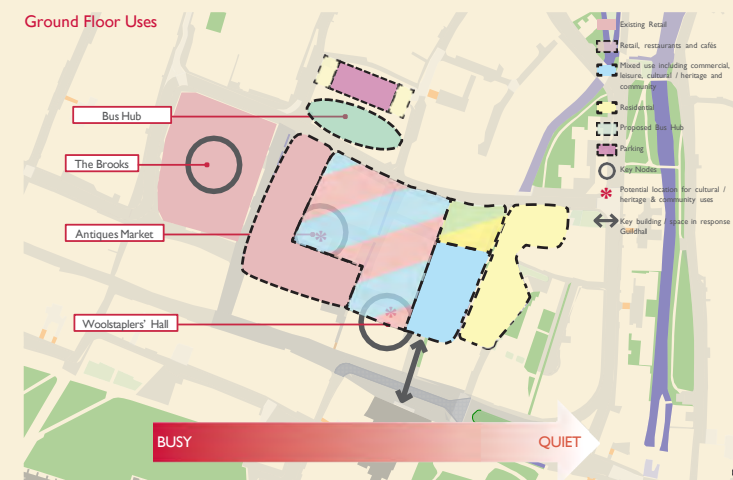 Ground Floor Uses
Existing Retail
Retail, restaurants and cafés
Mixed use including commercial,
leisure, cultural / heritage and
community
Residential
Proposed Bus Hub
Parking
Key Nodes
Potential location for cultural /
heritage & community uses
Key building / space in response
Guildhall
Bus Hub
The Brooks
Antiques Market
Woolstaplers' Hall
BUSY
QUIET